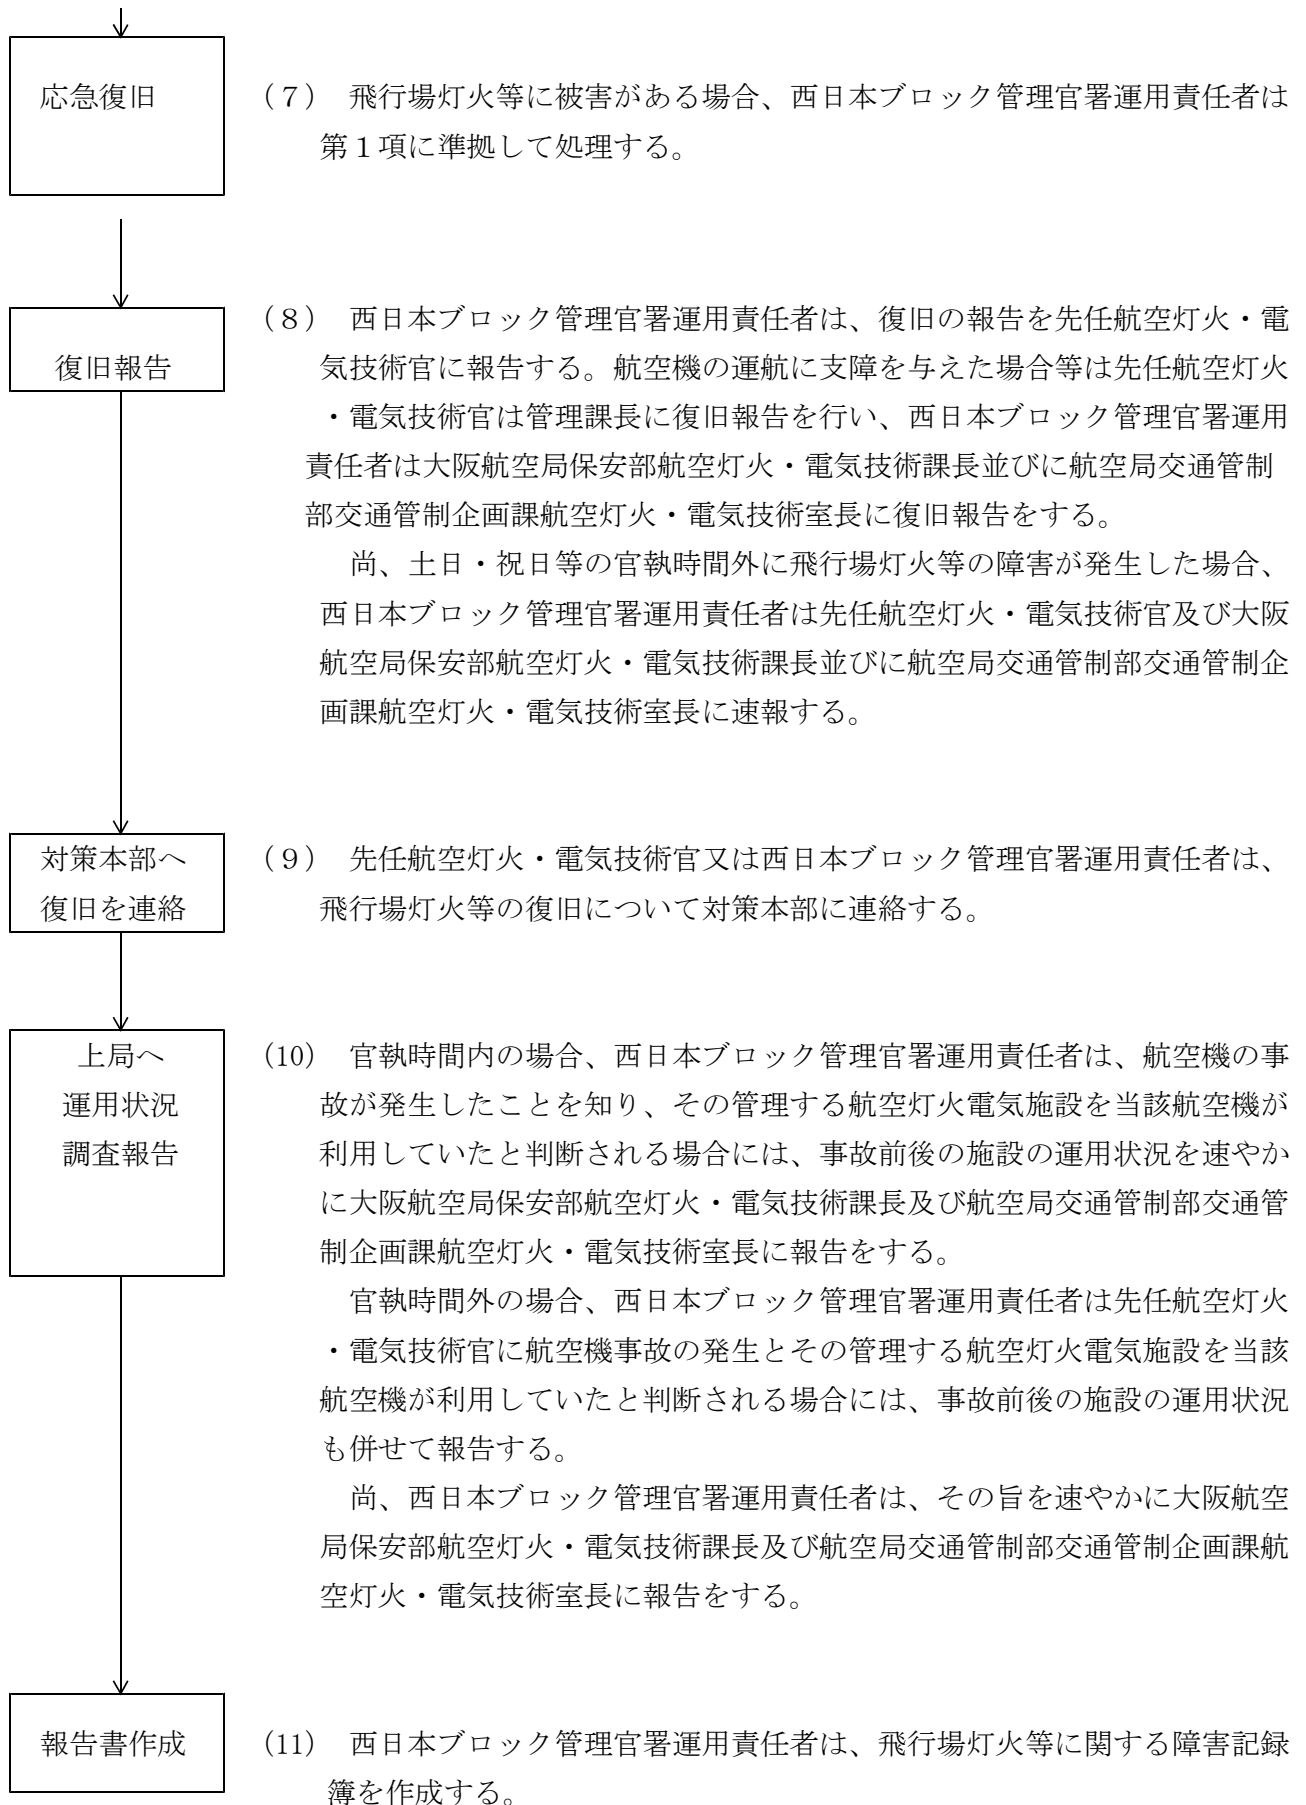 応急復旧
(７) 飛行場灯火等に被害がある場合、西日本ブロック管理官署運用責任者は
第１項に準拠して処理する。
復旧報告
(８) 西日本ブロック管理官署運用責任者は、復旧の報告を先任航空灯火・電
気技術官に報告する。航空機の運航に支障を与えた場合等は先任航空灯火
・電気技術官は管理課長に復旧報告を行い、西日本ブロック管理官署運用
責任者は大阪航空局保安部航空灯火・電気技術課長並びに航空局交通管制
部交通管制企画課航空灯火・電気技術室長に復旧報告をする。
尚、土日・祝日等の官執時間外に飛行場灯火等の障害が発生した場合、
西日本ブロック管理官署運用責任者は先任航空灯火・電気技術官及び大阪
航空局保安部航空灯火・電気技術課長並びに航空局交通管制部交通管制企
画課航空灯火・電気技術室長に速報する。
対策本部へ
復旧を連絡
(９) 先任航空灯火・電気技術官又は西日本ブロック管理官署運用責任者は、
飛行場灯火等の復旧について対策本部に連絡する。
上局へ
運用状況
調査報告
(10) 官執時間内の場合、西日本ブロック管理官署運用責任者は、航空機の事
故が発生したことを知り、その管理する航空灯火電気施設を当該航空機が
利用していたと判断される場合には、事故前後の施設の運用状況を速やか
に大阪航空局保安部航空灯火・電気技術課長及び航空局交通管制部交通管
制企画課航空灯火・電気技術室長に報告をする。
官執時間外の場合、西日本ブロック管理官署運用責任者は先任航空灯火
・電気技術官に航空機事故の発生とその管理する航空灯火電気施設を当該
航空機が利用していたと判断される場合には、事故前後の施設の運用状況
も併せて報告する。
尚、西日本ブロック管理官署運用責任者は、その旨を速やかに大阪航空
局保安部航空灯火・電気技術課長及び航空局交通管制部交通管制企画課航
空灯火・電気技術室長に報告をする。
報告書作成
(11) 西日本ブロック管理官署運用責任者は、飛行場灯火等に関する障害記録
簿を作成する。